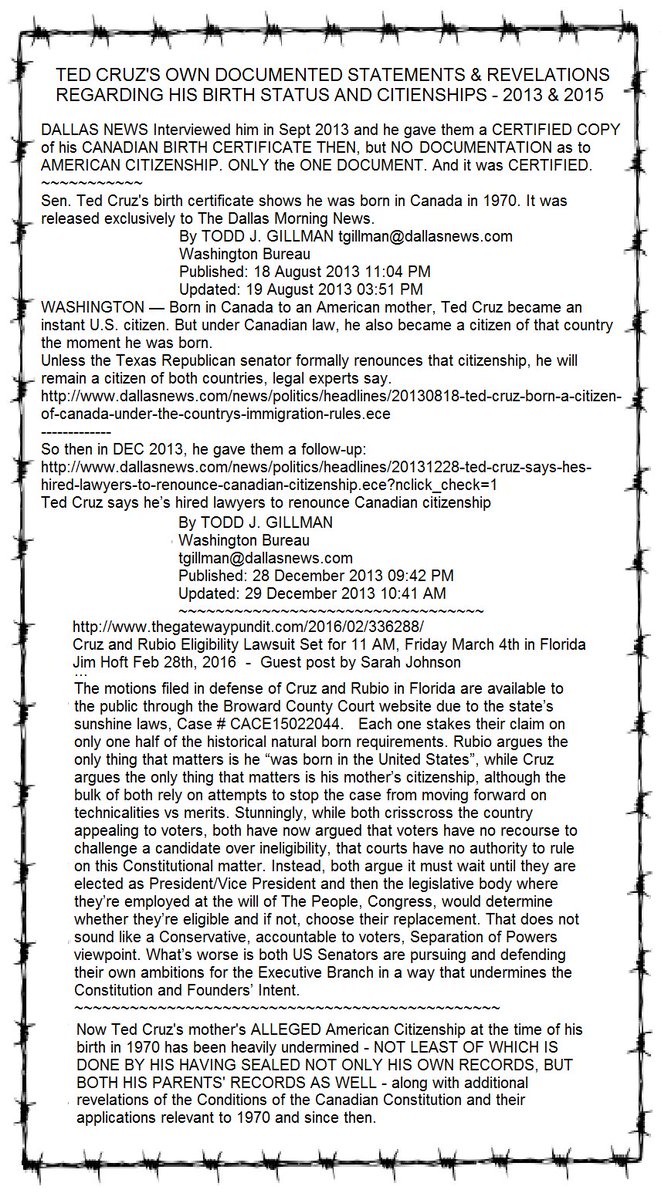 TED CRUZ'S OWN DOCUMENTED STATEMENTS & REVELATIONS
REGARDING HIS BIRTH STATUS AND CITIENSHIPS - 2013 & 2015
DALLAS NEWS Interviewed him in Sept 2013 and he gave them a CERTIFIED COPY
of his CANADIAN BIRTH CERTIFICATE THEN, but NO DOCUMENTATION as to
AMERICAN CITIZENSHIP. ONLY the ONE DOCUMENT. And it was CERTIFIED.
~~~~~~~~~~~
Sen. Ted Cruz's birth certificate shows he was born in Canada in 1970. It was
released exclusively to The Dallas Morning News.
By TODD J. GILLMAN tgillman@dallasnews.com
Washington Bureau
Published: 18 August 2013 11:04 PM
Updated: 19 August 2013 03:51 PM
WASHINGTON — Born in Canada to an American mother, Ted Cruz became an
instant U.S. citizen. But under Canadian law, he also became a citizen of that country
the moment he was born.
Unless the Texas Republican senator formally renounces that citizenship, he will
remain a citizen of both countries, legal experts say.
http://www.dallasnews.com/news/politics/headlines/20130818-ted-cruz-born-a-citizen-
of-canada-under-the-countrys-immigration-rules.ece
-------------
So then in DEC 2013, he gave them a follow-up:
http://www.dallasnews.com/news/politics/headlines/20131228-ted-cruz-says-hes-
hired-lawyers-to-renounce-canadian-citizenship.ece?nclick_check=1
Ted Cruz says he's hired lawyers to renounce Canadian citizenship
By TODD J. GILLMAN
Washington Bureau
tgillman@dallasnews.com
Published: 28 December 2013 09:42 PM
Updated: 29 December 2013 10:41 AM
~~~~~~~~~~~~~~~~~~~~~~~~~~~~~~~~~
http://www.thegatewaypundit.com/2016/02/336288/
Cruz and Rubio Eligibility Lawsuit Set for 11 AM, Friday March 4th in Florida
Jim Hoft Feb 28th, 2016 - Guest post by Sarah Johnson
...
The motions filed in defense of Cruz and Rubio in Florida are available to
the public through the Broward County Court website due to the state's
sunshine laws, Case # CACE15022044. Each one stakes their claim on
only one half of the historical natural born requirements. Rubio argues the
only thing that matters is he "was born in the United States", while Cruz
argues the only thing that matters is his mother's citizenship, although the
bulk of both rely on attempts to stop the case from moving forward on
technicalities vs merits. Stunningly, while both crisscross the country
appealing to voters, both have now argued that voters have no recourse to
challenge a candidate over ineligibility, that courts have no authority to rule
on this Constitutional matter. Instead, both argue it must wait until they are
elected as President/Vice President and then the legislative body where
they're employed at the will of The People, Congress, would determine
whether they're eligible and if not, choose their replacement. That does not
sound like a Conservative, accountable to voters, Separation of Powers
viewpoint. What's worse is both US Senators are pursuing and defending
their own ambitions for the Executive Branch in a way that undermines the
Constitution and Founders' Intent.
~~~~~~~~~~~~~~~~~~~~~~~~~~~~~~~~~~~~~~~~~~~~~~
Now Ted Cruz's mother's ALLEGED American Citizenship at the time of his
birth in 1970 has been heavily undermined - NOT LEAST OF WHICH IS
DONE BY HIS HAVING SEALED NOT ONLY HIS OWN RECORDS, BUT
BOTH HIS PARENTS' RECORDS AS WELL - along with additional
revelations of the Conditions of the Canadian Constitution and their
applications relevant to 1970 and since then.